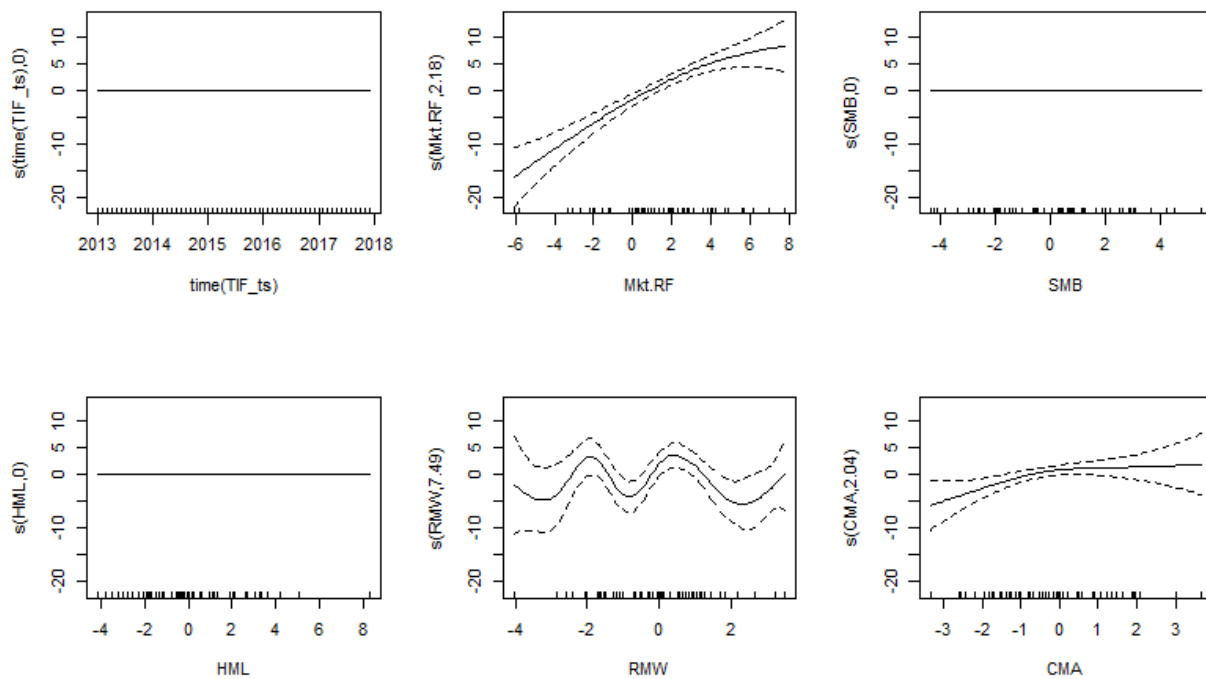 s(time(TIF_ts),0)
10
5
0
-10
-20
2013 2014 2015 2016 2017 2018
time(TIF_ts)
s(Mkt.RF,2.18)
10
5
0
-10
-20
-6 -4 -2 0 2 4 6 8
Mkt.RF
s(SMB,0)
10
5
0
-10
-20
-4 -2 0 2 4
SMB
s(HML,0)
10
5
0
-10
-20
-4 -2 0 2 4 6 8
HML
s(RMW,7.49)
10
5
0
-10
-20
-4 -2 0 2
RMW
s(CMA,2.04)
10
5
0
-10
-20
-3 -2 -1 0 1 2 3
CMA